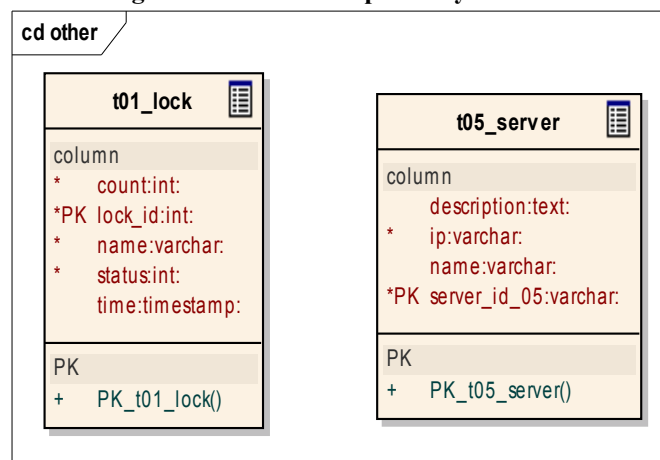 cd other
t01_lock
column
* count:int:
*PK lock_id:int:
* name:varchar:
* status:int:
time:timestamp:
PK
+ PK_t01_lock()
t05_server
column
description:text:
* ip:varchar:
name:varchar:
*PK server_id_05:varchar:
PK
+ PK_t05_server()